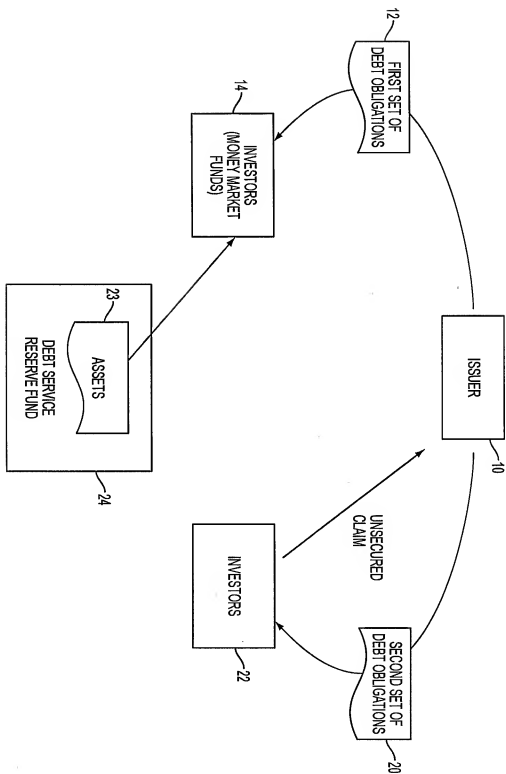 ISSUER
10
12
FIRST SET OF
DEBT OBLIGATIONS
SECOND SET OF
DEBT OBLIGATIONS
20
UNSECURED
CLAIM
14
INVESTORS
(MONEY MARKET
FUNDS)
INVESTORS
22
23
ASSETS
DEBT SERVICE
RESERVE FUND
24